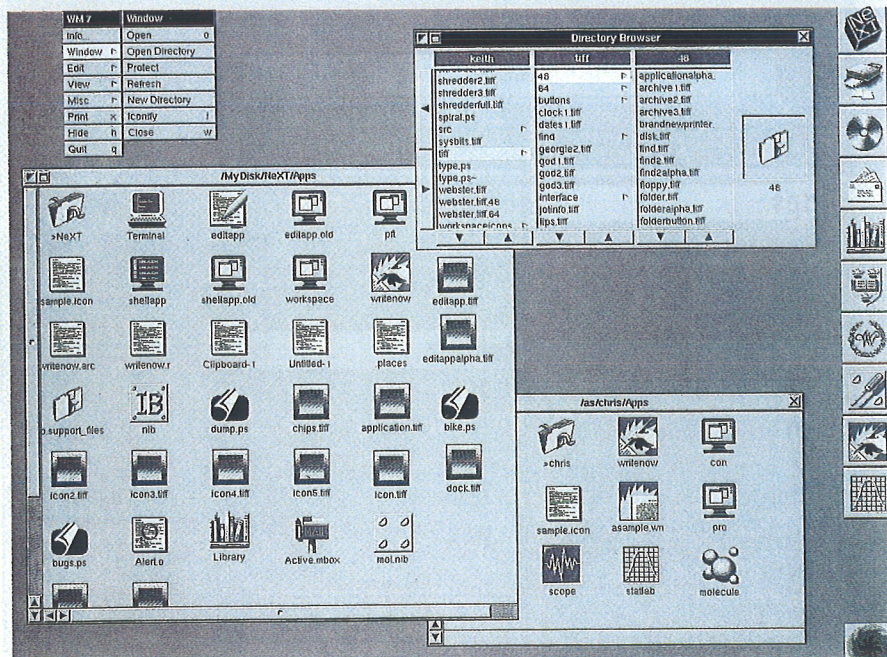 WM 7
Info...
Window
Edit
View
Misc
Print x
Hide h
Quit q
Window
Open o
Open Directory
Protect
Refresh
New Directory
Iconify i
Close w
Directory Browser
keith
shredder2.tiff
shredder3.tiff
shredderfull.tiff
spiral.ps
src
sysbits.tiff
tiff
type.ps
type.ps~
webster.tiff
webster.tiff.48
webster.tiff.64
workspaceicons
tiff
48
64
buttons
clock1.tiff
dates1.tiff
find
georgie2.tiff
god1.tiff
god2.tiff
god3.tiff
interface
jotinfo.tiff
lips.tiff
48
applicationalpha.
archive1.tiff
archive2.tiff
archive3.tiff
brandnewprinter.
disk.tiff
find.tiff
find2.tiff
find2alpha.tiff
floppy.tiff
folder.tiff
folderalpha.tiff
folderbutton.tiff
48
NeXT
/MyDisk/NeXT/Apps
»NeXT Terminal editapp editapp.old pft
sample.icon shellapp shellapp.old workspace writenow editapp.tiff
writenow.arc writenow.r Clipboard-1 Untitled-1 places editappalpha.tiff
IB
o.support_files nib dump.ps chips.tiff application.tiff bike.ps
icon2.tiff icon3.tiff icon4.tiff icon5.tiff icon.tiff dock.tiff
MAIL
bugs.ps Alert.o Library Active.mbox mol.nib
/as/chris/Apps
»chris writenow con
sample.icon asample.wn pro
scope statlab molecule